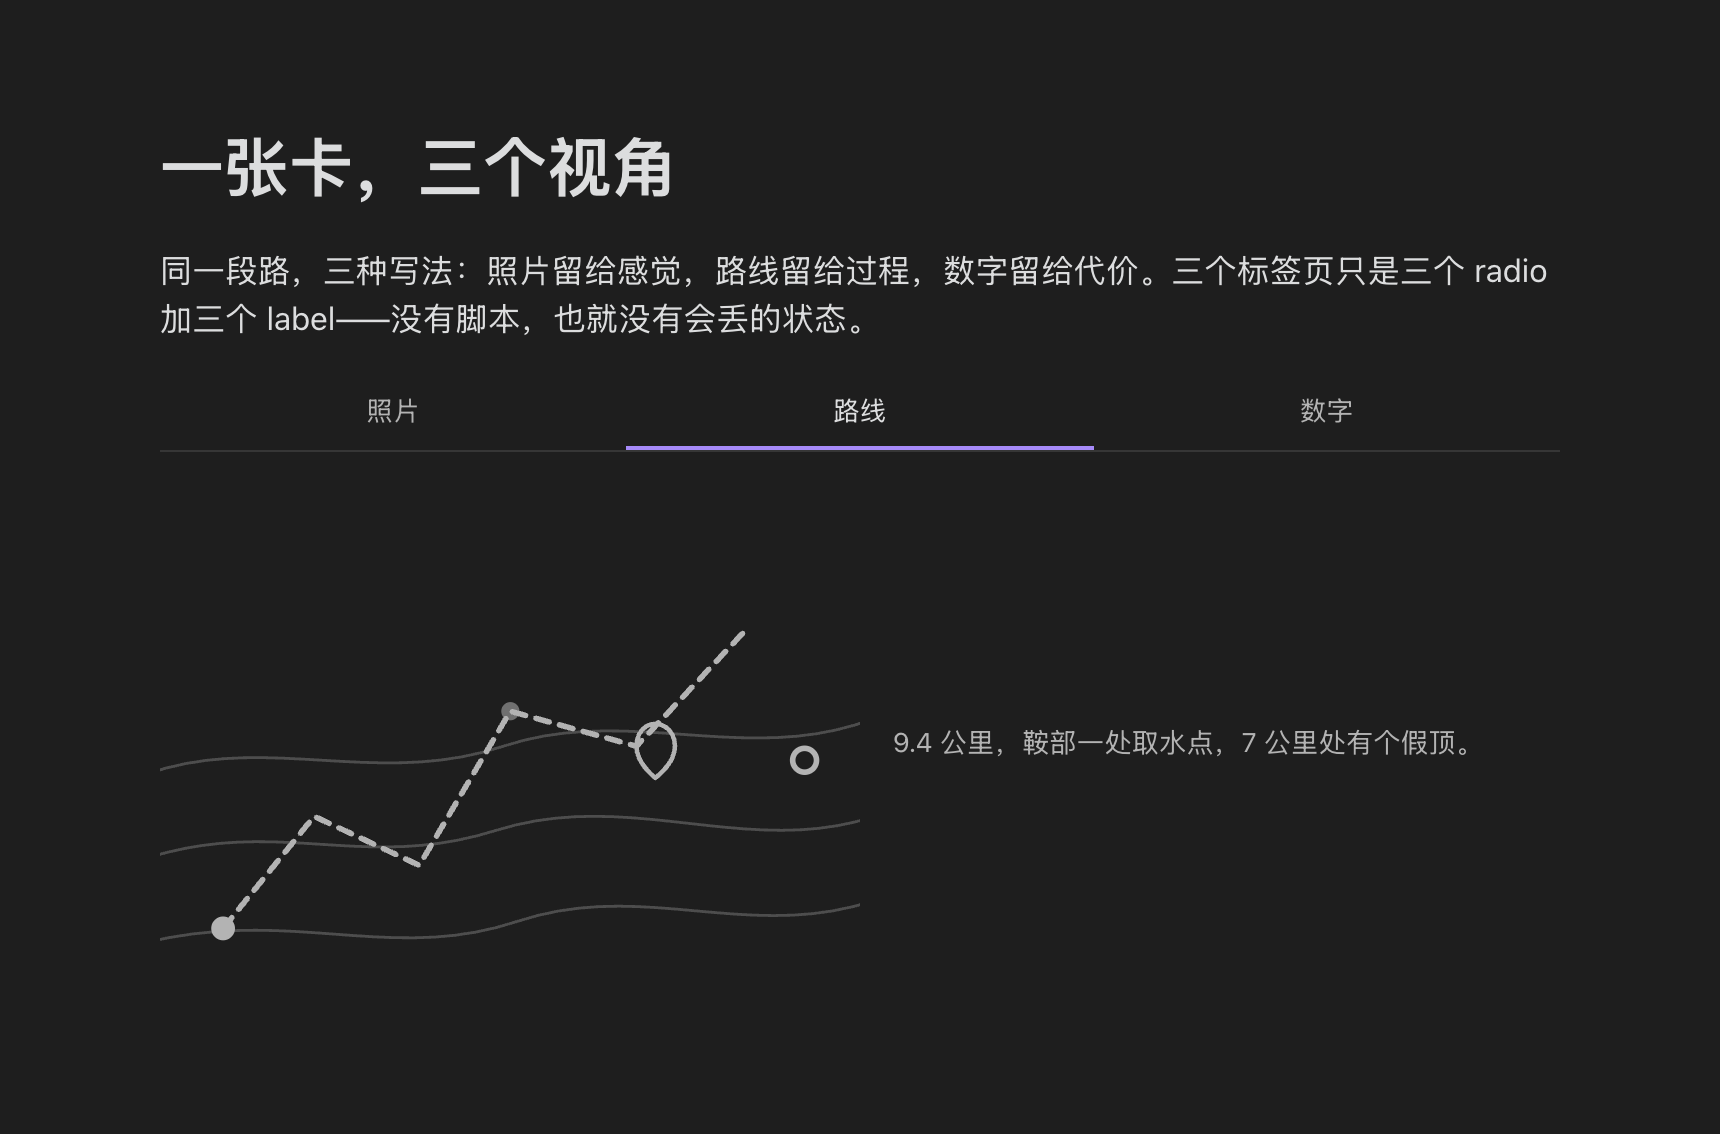 一张卡，三个视角
同一段路，三种写法：照片留给感觉，路线留给过程，数字留给代价。三个标签页只是三个 radio
加三个 label——没有脚本，也就没有会丢的状态。
照片
路线
数字
9.4 公里，鞍部一处取水点，7 公里处有个假顶。